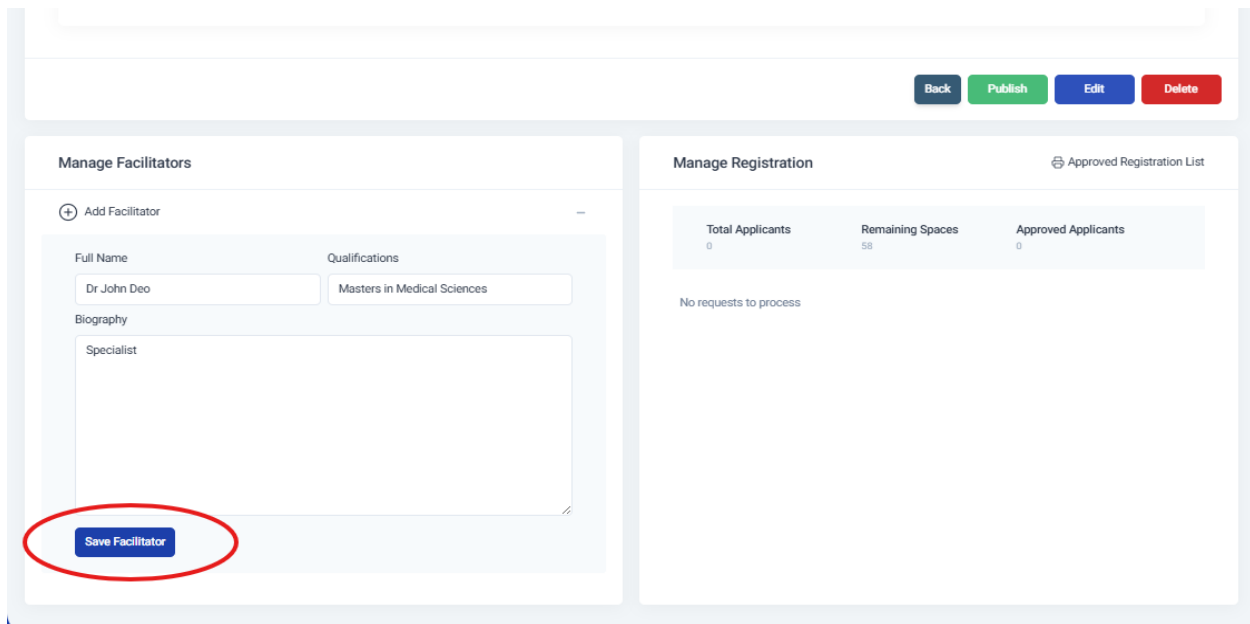 Back Publish Edit Delete
Manage Facilitators
Add Facilitator
Full Name Qualifications
Dr John Deo Masters in Medical Sciences
Biography
Specialist
Save Facilitator
Manage Registration Approved Registration List
Total Applicants Remaining Spaces Approved Applicants
0 58 0
No requests to process